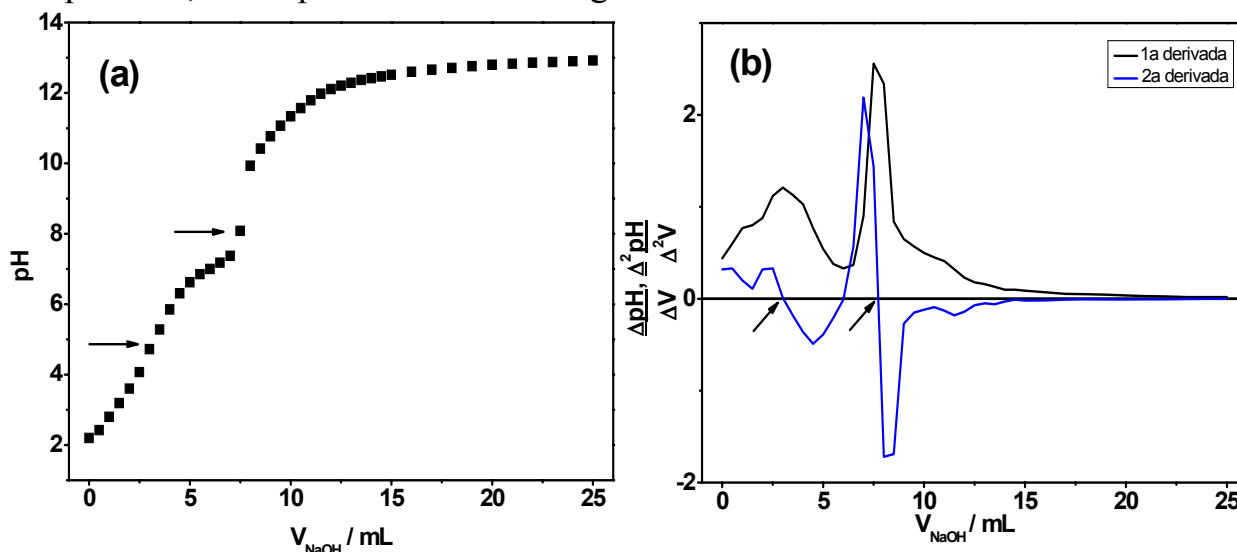 (a)
14
12
10
8
6
4
2
pH
0 5 10 15 20 25
V_NaOH / mL
(b)
1a derivada
2a derivada
2
0
-2
ΔpH, Δ²pH
ΔV Δ²V
0 5 10 15 20 25
V_NaOH / mL